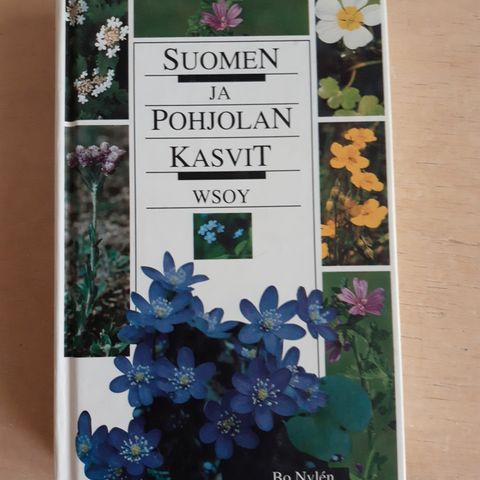 SUOMEN
JA
POHJOLAN
KASVIT
WSOY
Bo Nylén